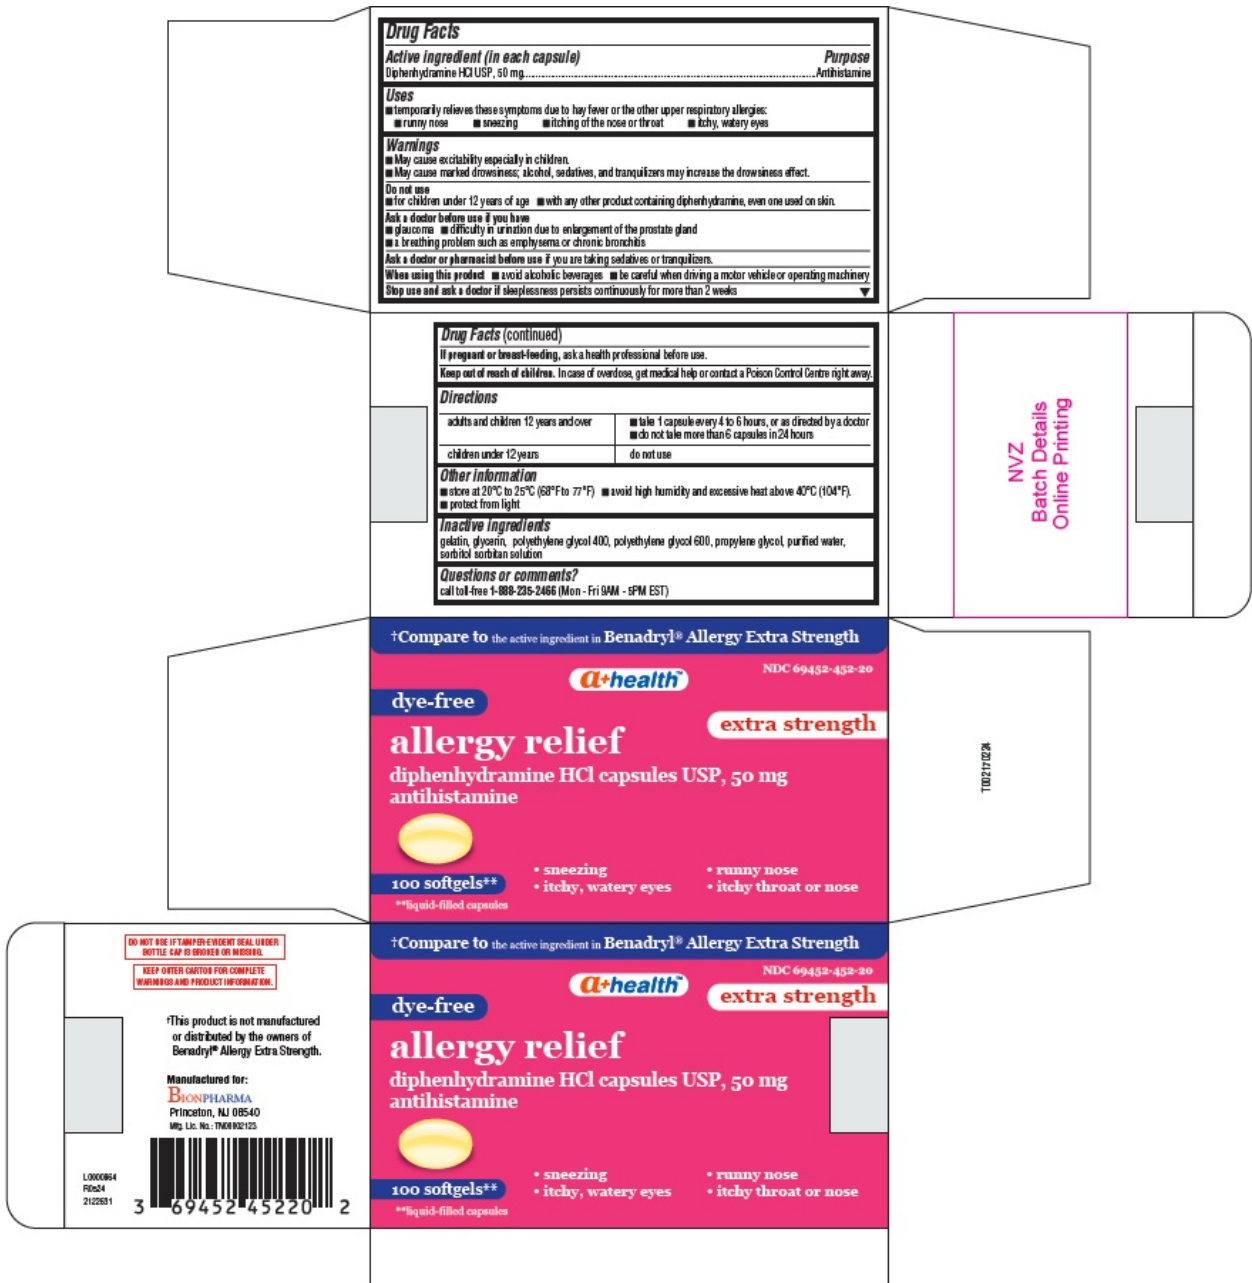 Drug Facts
Active ingredient (in each capsule) Purpose
Diphenhydramine HCl USP, 50 mg........Antihistamine
Uses
■ temporarily relieves these symptoms due to hay fever or the other upper respiratory allergies:
■ runny nose ■ sneezing ■ itching of the nose or throat ■ itchy, watery eyes
Warnings
■ May cause excitability especially in children.
■ May cause marked drowsiness; alcohol, sedatives, and tranquilizers may increase the drowsiness effect.
Do not use
■ for children under 12 years of age ■ with any other product containing diphenhydramine, even one used on skin.
Ask a doctor before use if you have
■ glaucoma ■ difficulty in urination due to enlargement of the prostate gland
■ a breathing problem such as emphysema or chronic bronchitis
Ask a doctor or pharmacist before use if you are taking sedatives or tranquilizers.
When using this product ■ avoid alcoholic beverages ■ be careful when driving a motor vehicle or operating machinery
Stop use and ask a doctor if sleeplessness persists continuously for more than 2 weeks ▼
Drug Facts (continued)
If pregnant or breast-feeding, ask a health professional before use.
Keep out of reach of children. In case of overdose, get medical help or contact a Poison Control Centre right away.
Directions
adults and children 12 years and over ■ take 1 capsule every 4 to 6 hours, or as directed by a doctor
■ do not take more than 6 capsules in 24 hours
children under 12 years do not use
Other information
■ store at 20°C to 25°C (68°F to 77°F) ■ avoid high humidity and excessive heat above 40°C (104°F).
■ protect from light
Inactive ingredients
gelatin, glycerin, polyethylene glycol 400, polyethylene glycol 600, propylene glycol, purified water,
sorbitol sorbitan solution
Questions or comments?
call toll-free 1-888-235-2466 (Mon - Fri 9AM - 5PM EST)
NVZ
Batch Details
Online Printing
†Compare to the active ingredient in Benadryl® Allergy Extra Strength
NDC 69452-452-20
a+health™
dye-free
extra strength
allergy relief
diphenhydramine HCl capsules USP, 50 mg
antihistamine
• sneezing • runny nose
100 softgels** • itchy, watery eyes • itchy throat or nose
**liquid-filled capsules
T002170224
DO NOT USE IF TAMPER-EVIDENT SEAL UNDER
BOTTLE CAP IS BROKEN OR MISSING.
KEEP OUTER CARTON FOR COMPLETE
WARNINGS AND PRODUCT INFORMATION.
†This product is not manufactured
or distributed by the owners of
Benadryl® Allergy Extra Strength.
Manufactured for:
BIONPHARMA
Princeton, NJ 08540
Mfg. Lic. No.:
L0000864
R0524
2122631
3 69452 45220 2
†Compare to the active ingredient in Benadryl® Allergy Extra Strength
NDC 69452-452-20
a+health™
dye-free
extra strength
allergy relief
diphenhydramine HCl capsules USP, 50 mg
antihistamine
• sneezing • runny nose
100 softgels** • itchy, watery eyes • itchy throat or nose
**liquid-filled capsules